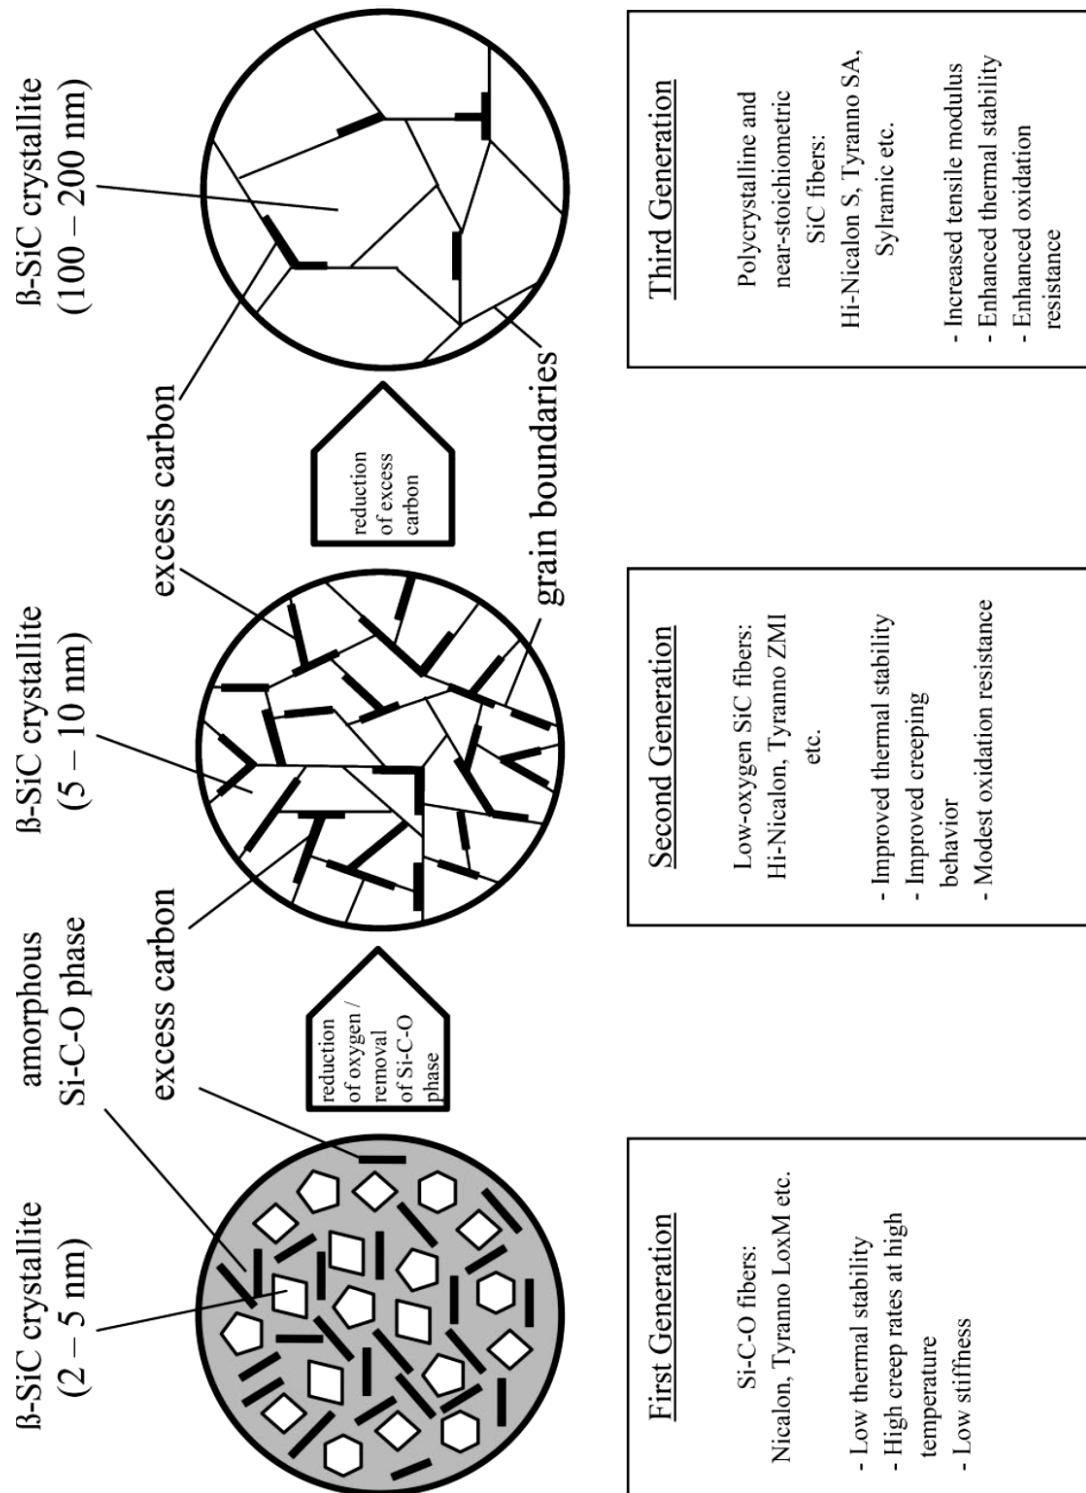 ß-SiC crystallite
(2 – 5 nm)
amorphous
Si-C-O phase
excess carbon
ß-SiC crystallite
(5 – 10 nm)
excess carbon
ß-SiC crystallite
(100 – 200 nm)
reduction
of oxygen /
removal
of Si-C-O
phase
reduction
of excess
carbon
grain boundaries
First Generation
Si-C-O fibers:
Nicalon, Tyranno LoxM etc.
- Low thermal stability
- High creep rates at high
temperature
- Low stiffness
Second Generation
Low-oxygen SiC fibers:
Hi-Nicalon, Tyranno ZMI
etc.
- Improved thermal stability
- Improved creeping
behavior
- Modest oxidation resistance
Third Generation
Polycrystalline and
near-stoichiometric
SiC fibers:
Hi-Nicalon S, Tyranno SA,
Sylramic etc.
- Increased tensile modulus
- Enhanced thermal stability
- Enhanced oxidation
resistance